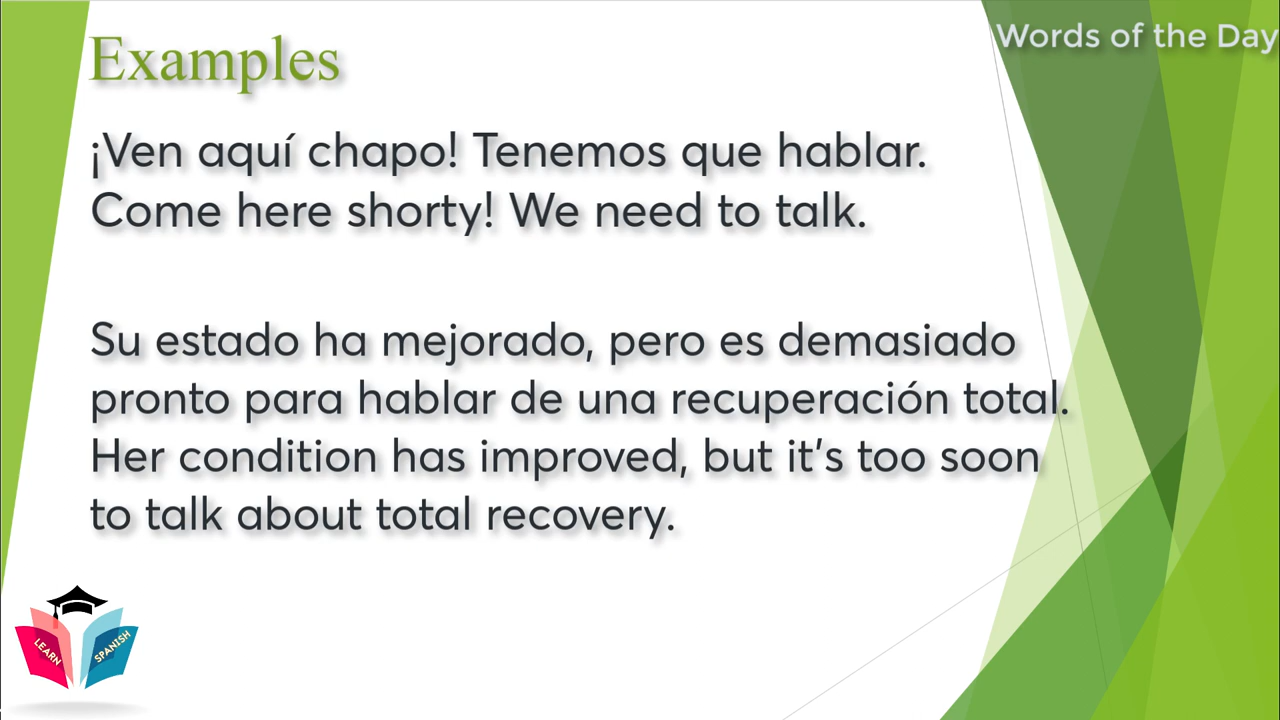 Words of the Day
Examples
¡Ven aquí chapo! Tenemos que hablar.
Come here shorty! We need to talk.
Su estado ha mejorado, pero es demasiado
pronto para hablar de una recuperación total.
Her condition has improved, but it’s too soon
to talk about total recovery.
LEARN
SPANISH